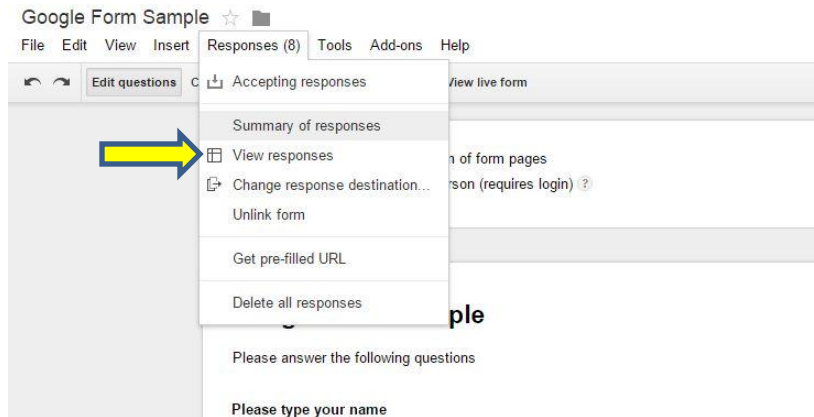 Google Form Sample
File Edit View Insert Responses (8) Tools Add-ons Help
Edit questions C View live form
Accepting responses
Summary of responses
View responses
n of form pages
Change response destination...
rson (requires login) ?
Unlink form
Get pre-filled URL
Delete all responses
ple
Please answer the following questions
Please type your name